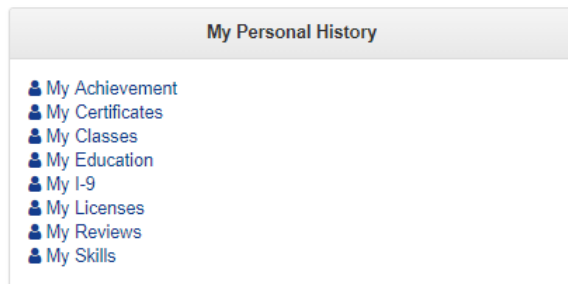 My Personal History
My Achievement
My Certificates
My Classes
My Education
My I-9
My Licenses
My Reviews
My Skills